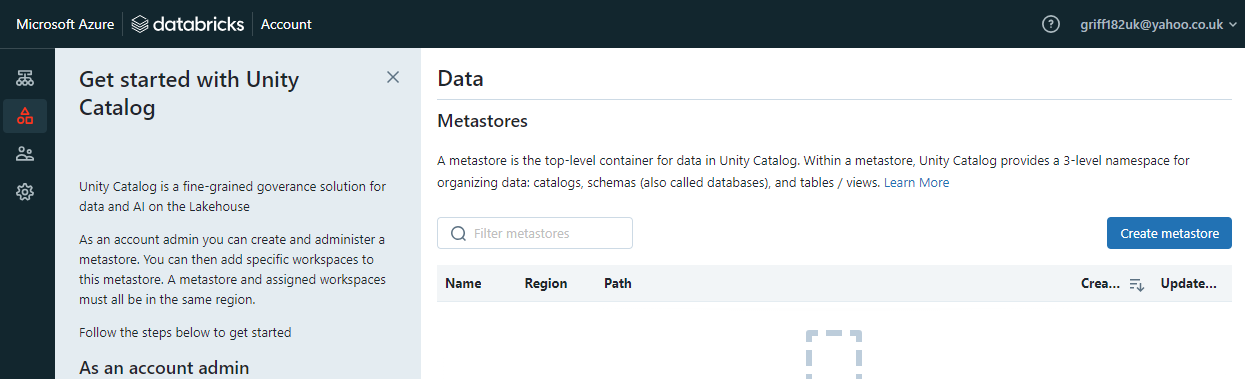 Microsoft Azure databricks Account griff182uk@yahoo.co.uk
Get started with Unity
Catalog
Unity Catalog is a fine-grained goverance solution for
data and AI on the Lakehouse
As an account admin you can create and administer a
metastore. You can then add specific workspaces to
this metastore. A metastore and assigned workspaces
must all be in the same region.
Follow the steps below to get started
As an account admin
Data
Metastores
A metastore is the top-level container for data in Unity Catalog. Within a metastore, Unity Catalog provides a 3-level namespace for
organizing data: catalogs, schemas (also called databases), and tables / views. Learn More
Filter metastores Create metastore
Name Region Path Crea... Update...